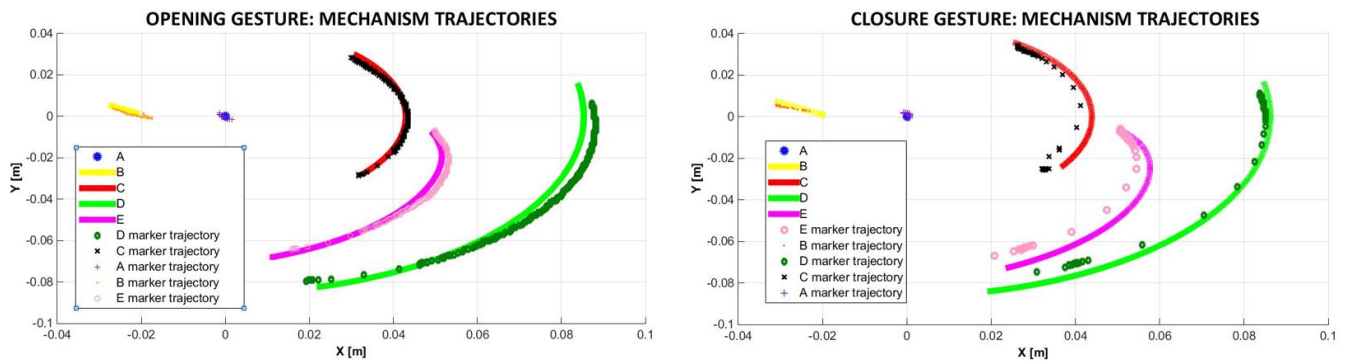 OPENING GESTURE: MECHANISM TRAJECTORIES
0.04
0.02
0
-0.02
-0.04
-0.06
-0.08
-0.1
Y [m]
A
B
C
D
E
D marker trajectory
C marker trajectory
A marker trajectory
B marker trajectory
E marker trajectory
-0.04
-0.02
0
0.02
0.04
0.06
0.08
0.1
X [m]
CLOSURE GESTURE: MECHANISM TRAJECTORIES
0.04
0.02
0
-0.02
-0.04
-0.06
-0.08
-0.1
Y [m]
A
B
C
D
E
E marker trajectory
B marker trajectory
D marker trajectory
C marker trajectory
A marker trajectory
-0.04
-0.02
0
0.02
0.04
0.06
0.08
0.1
X [m]